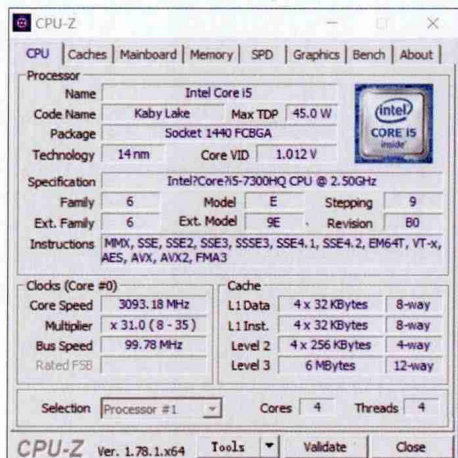 CPU-Z
CPU Caches Mainboard Memory SPD Graphics Bench About
Processor
Name Intel Core i5
Code Name Kaby Lake Max TDP 45.0 W
Package Socket 1440 FCBGA
Technology 14 nm Core VID 1.012 V
(intel)
CORE i5
inside
Specification Intel?Core?i5-7300HQ CPU @ 2.50GHz
Family 6 Model E Stepping 9
Ext. Family 6 Ext. Model 9E Revision B0
Instructions MMX, SSE, SSE2, SSE3, SSSE3, SSE4.1, SSE4.2, EM64T, VT-x,
AES, AVX, AVX2, FMA3
Clocks (Core #0)
Core Speed 3093.18 MHz
Multiplier x 31.0 ( 8 - 35 )
Bus Speed 99.78 MHz
Rated FSB
Cache
L1 Data 4 x 32 KBytes 8-way
L1 Inst. 4 x 32 KBytes 8-way
Level 2 4 x 256 KBytes 4-way
Level 3 6 MBytes 12-way
Selection Processor #1 Cores 4 Threads 4
CPU-Z Ver. 1.78.1.x64 Tools Validate Close